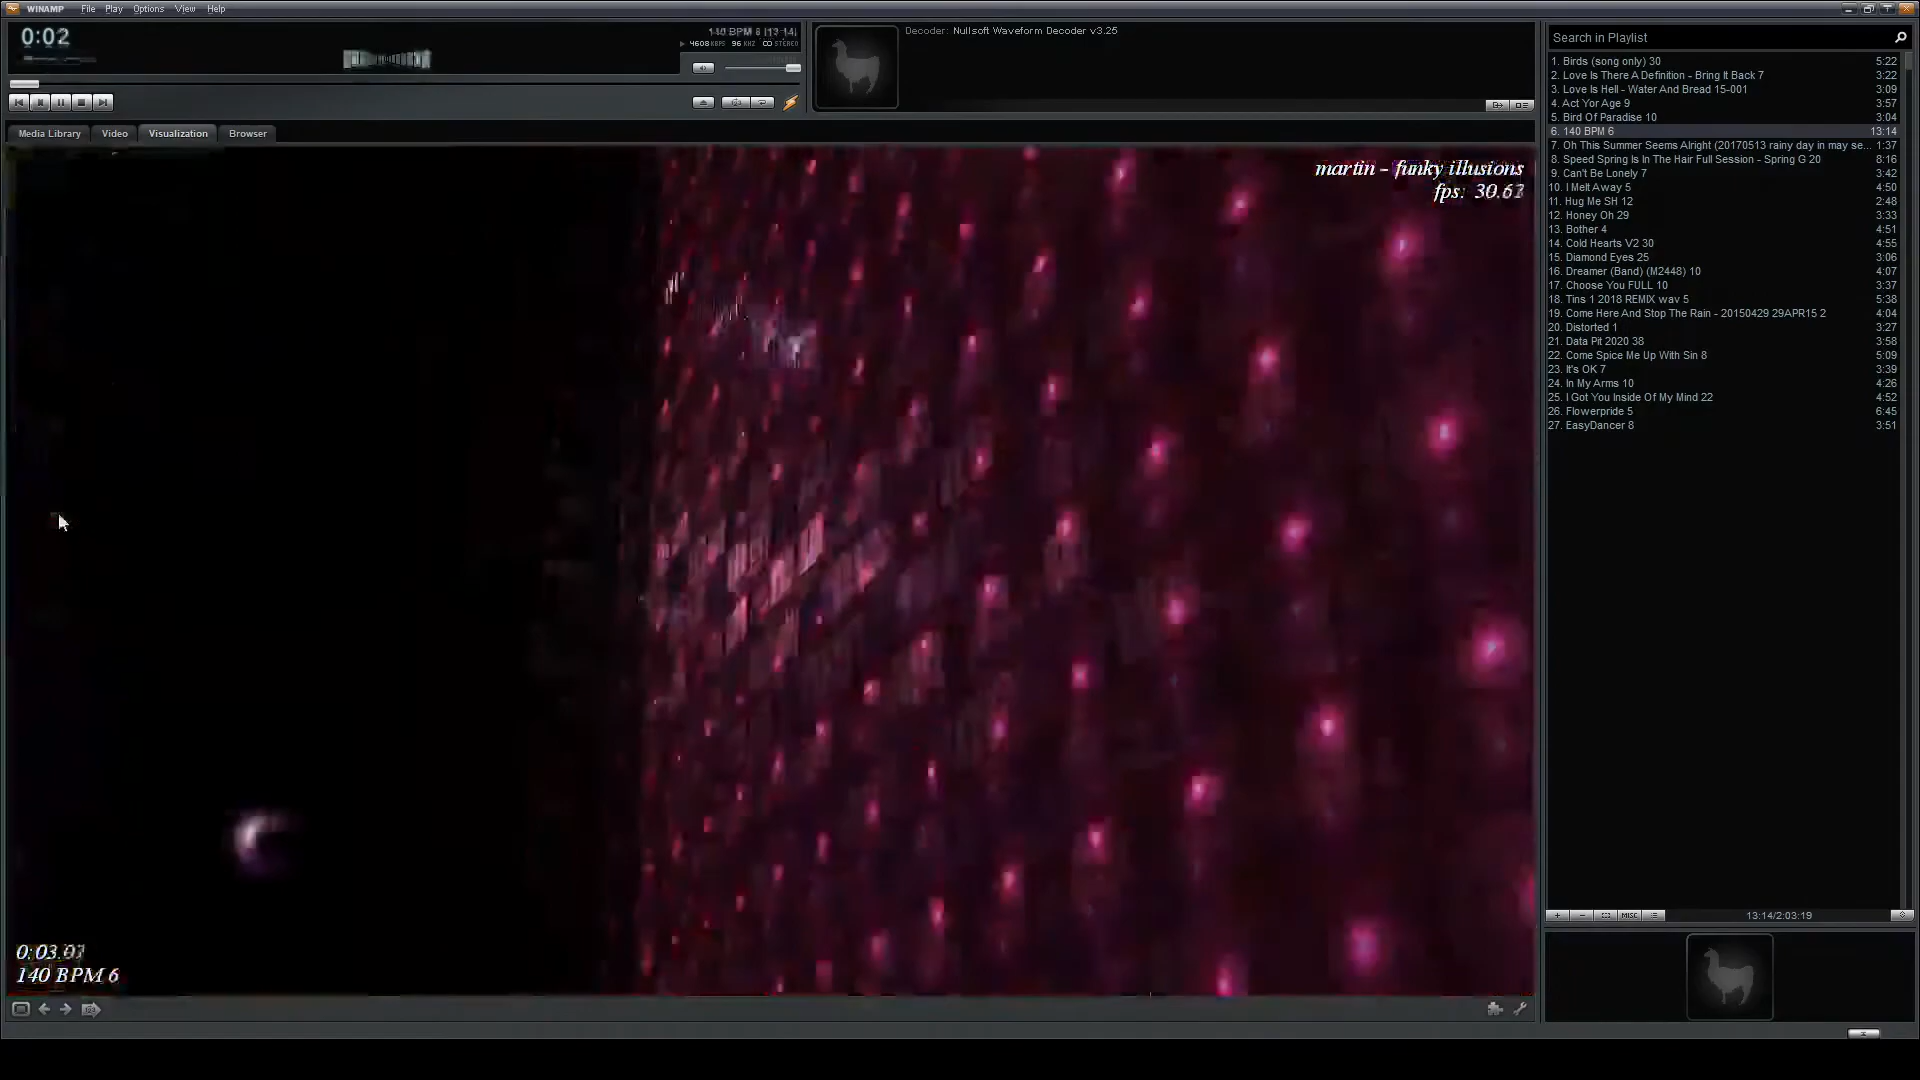 WINAMP File Play Options View Help
0:02
140 BPM 6 [13:14]
4608 KBPS 96 KHZ STEREO
Decoder: Nullsoft Waveform Decoder v3.25
Media Library Video Visualization Browser
martin - funky illusions
fps: 30.61
0:03.03
140 BPM 6
Search in Playlist
1. Birds (song only) 30 5:22
2. Love Is There A Definition - Bring It Back 7 3:22
3. Love Is Hell - Water And Bread 15-001 3:09
4. Act Yor Age 9 3:57
5. Bird Of Paradise 10 3:04
6. 140 BPM 6 13:14
7. Oh This Summer Seems Alright (20170513 rainy day in may se... 1:37
8. Speed Spring Is In The Hair Full Session - Spring G 20 8:16
9. Can't Be Lonely 7 3:42
10. I Melt Away 5 4:50
11. Hug Me SH 12 2:48
12. Honey Oh 29 3:33
13. Bother 4 4:51
14. Cold Hearts V2 30 4:55
15. Diamond Eyes 25 3:06
16. Dreamer (Band) (M2448) 10 4:07
17. Choose You FULL 10 3:37
18. Tins 1 2018 REMIX wav 5 5:38
19. Come Here And Stop The Rain - 20150429 29APR15 2 4:04
20. Distorted 1 3:27
21. Data Pit 2020 38 3:58
22. Come Spice Me Up With Sin 8 5:09
23. It's OK 7 3:39
24. In My Arms 10 4:26
25. I Got You Inside Of My Mind 22 4:52
26. Flowerpride 5 6:45
27. EasyDancer 8 3:51
MISC 13:14/2:03:19